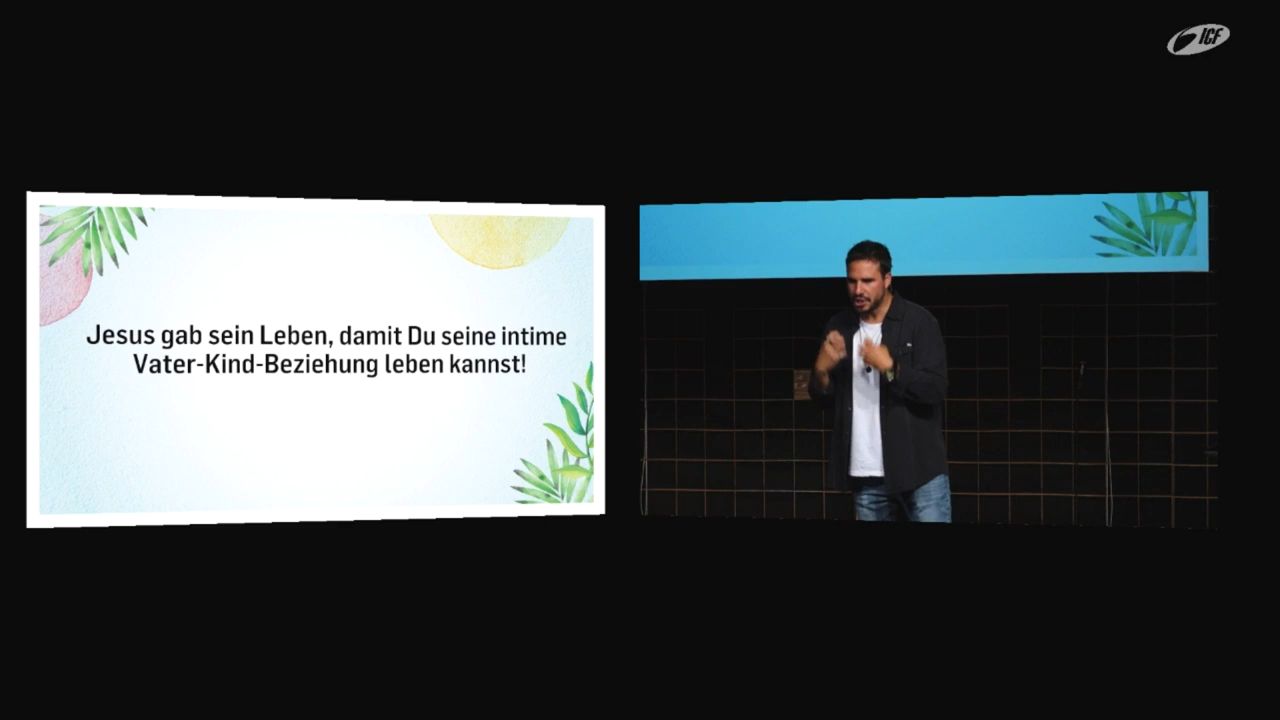 ICF
Jesus gab sein Leben, damit Du seine intime
Vater-Kind-Beziehung leben kannst!